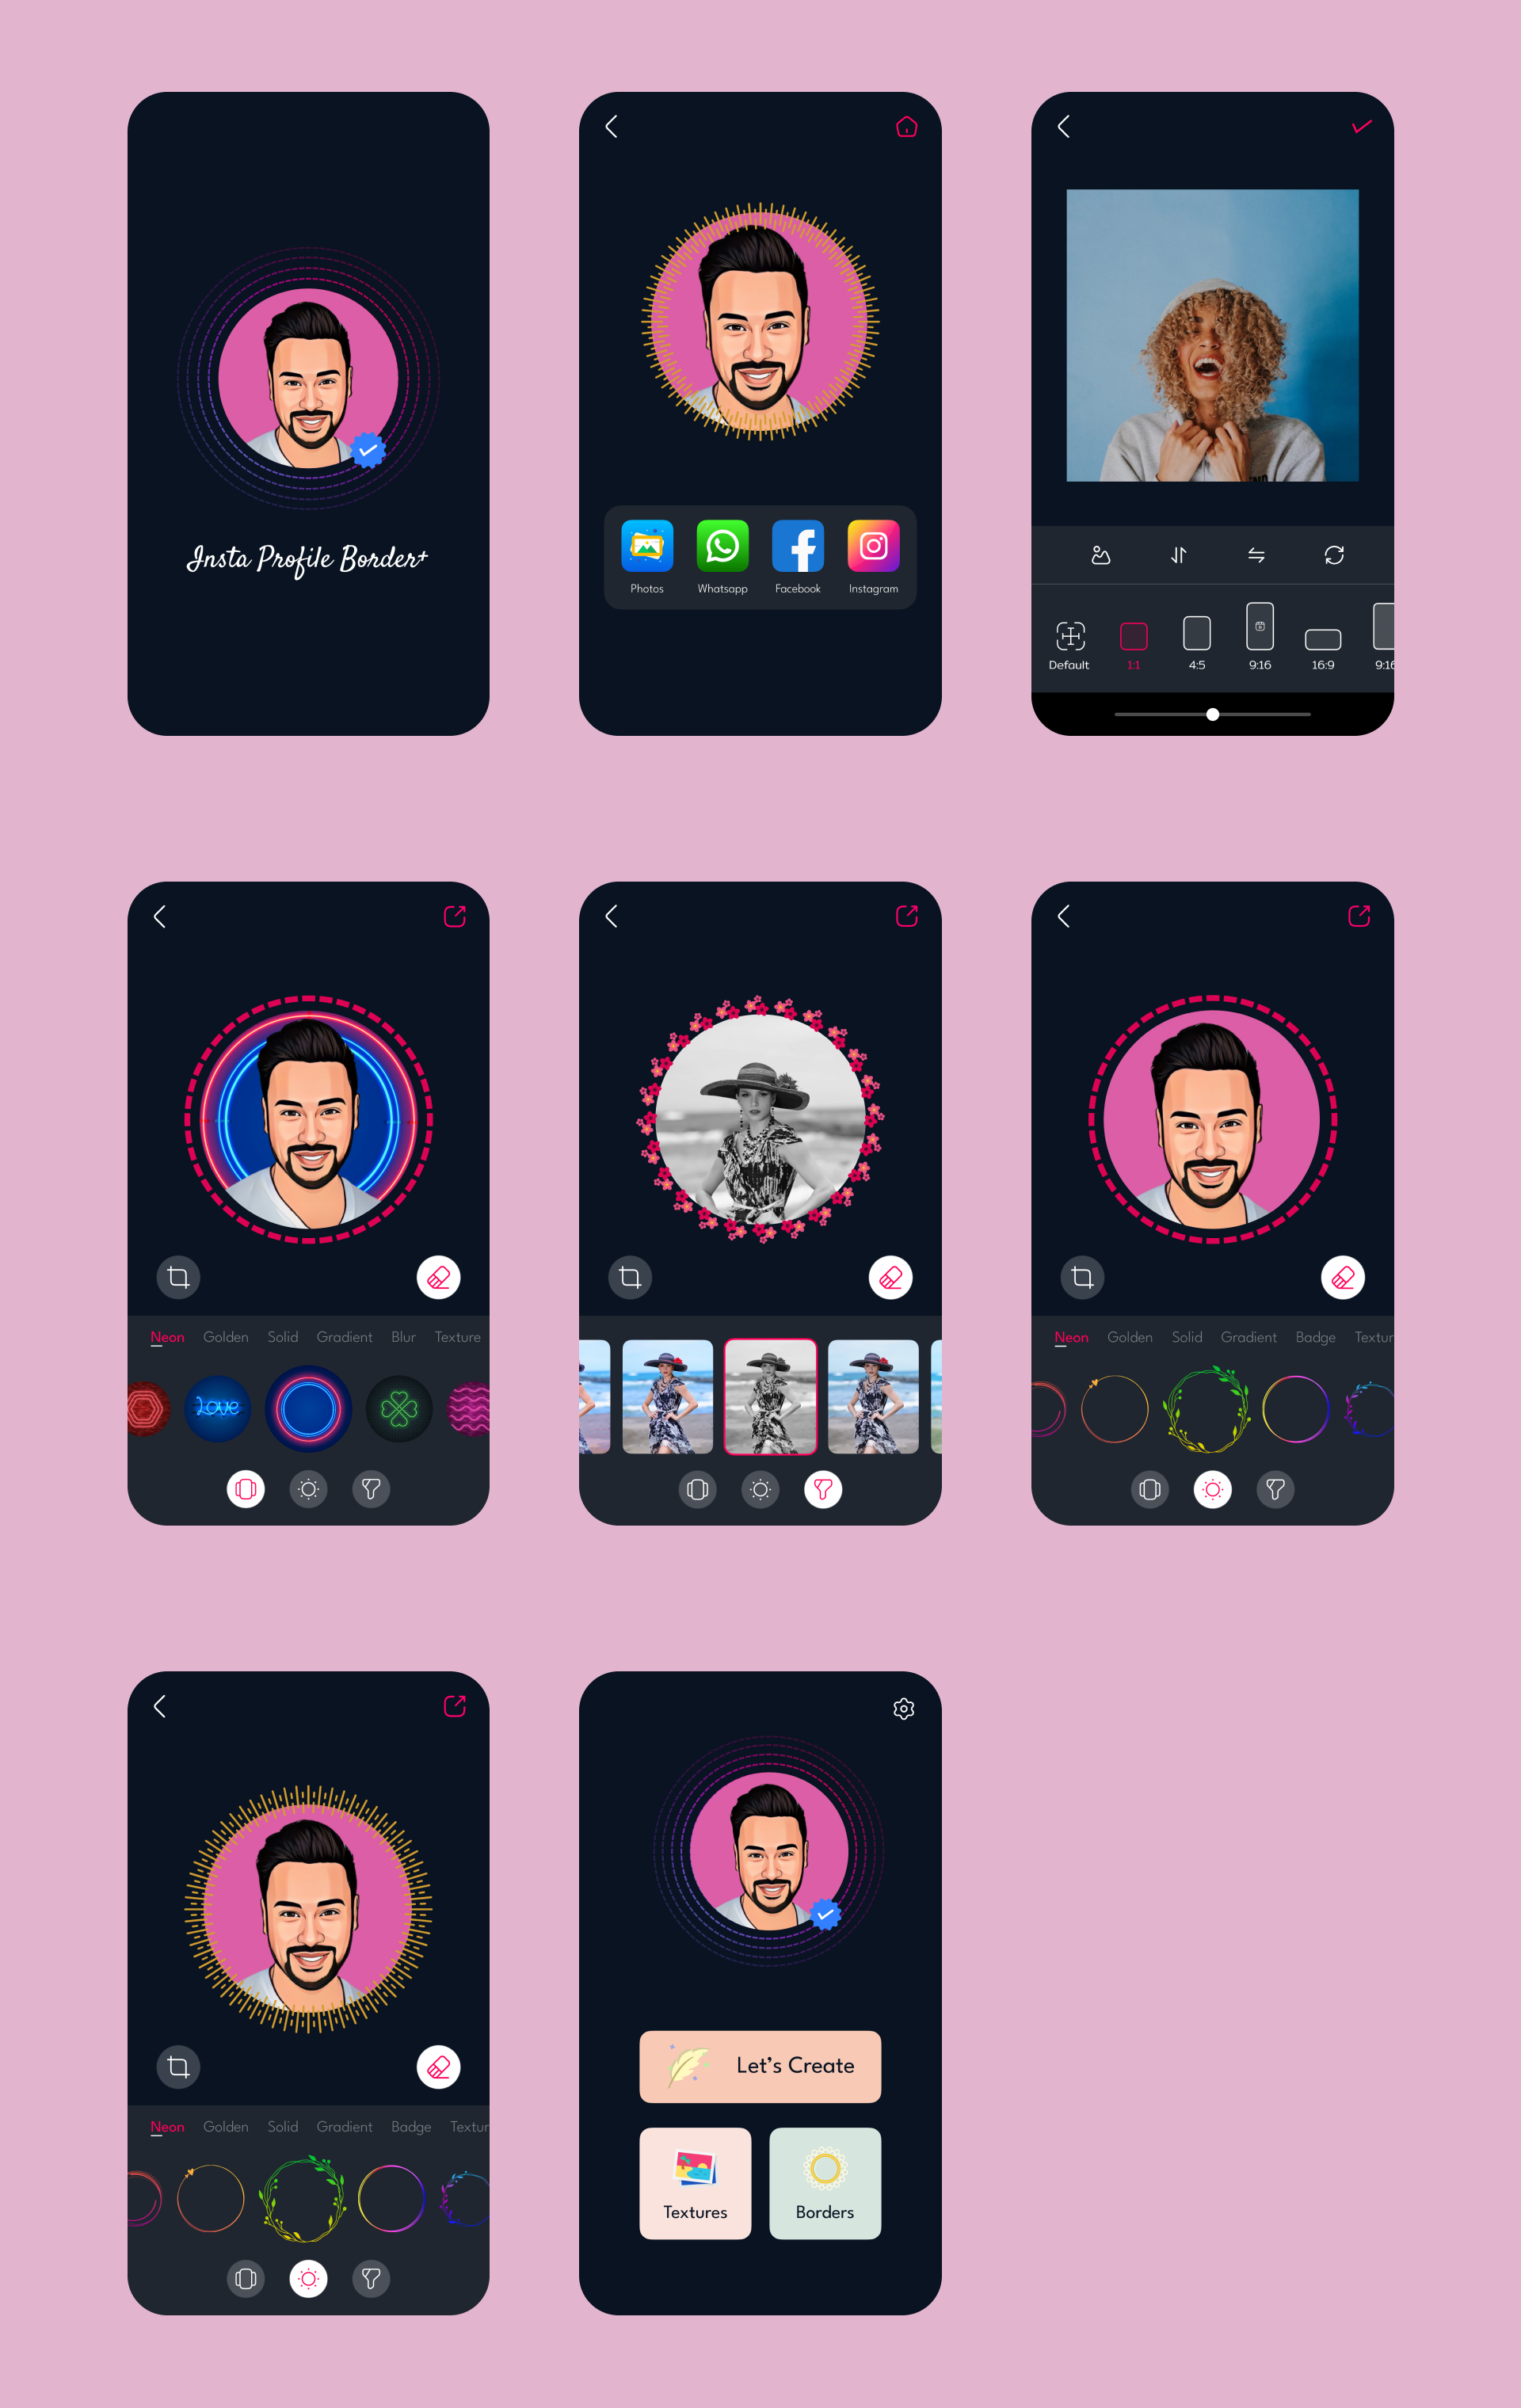 Insta Profile Border+
Photos Whatsapp Facebook Instagram
Default 1:1 4:5 9:16 16:9 9:16
Neon Golden Solid Gradient Blur Texture
Love
Neon Golden Solid Gradient Badge Textur
Neon Golden Solid Gradient Badge Textur
Let's Create
Textures Borders